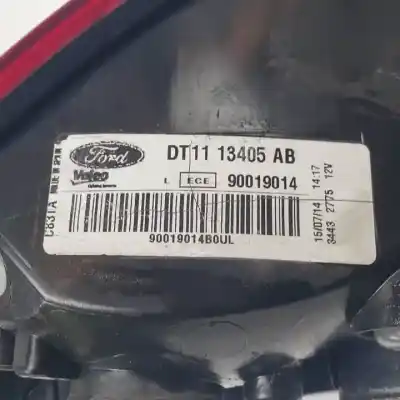 Ford
DT11 13405 AB
Valeo
L ECE 90019014
90019014B0UL
C831A
15/07/14 14:17
3443 2775 12V